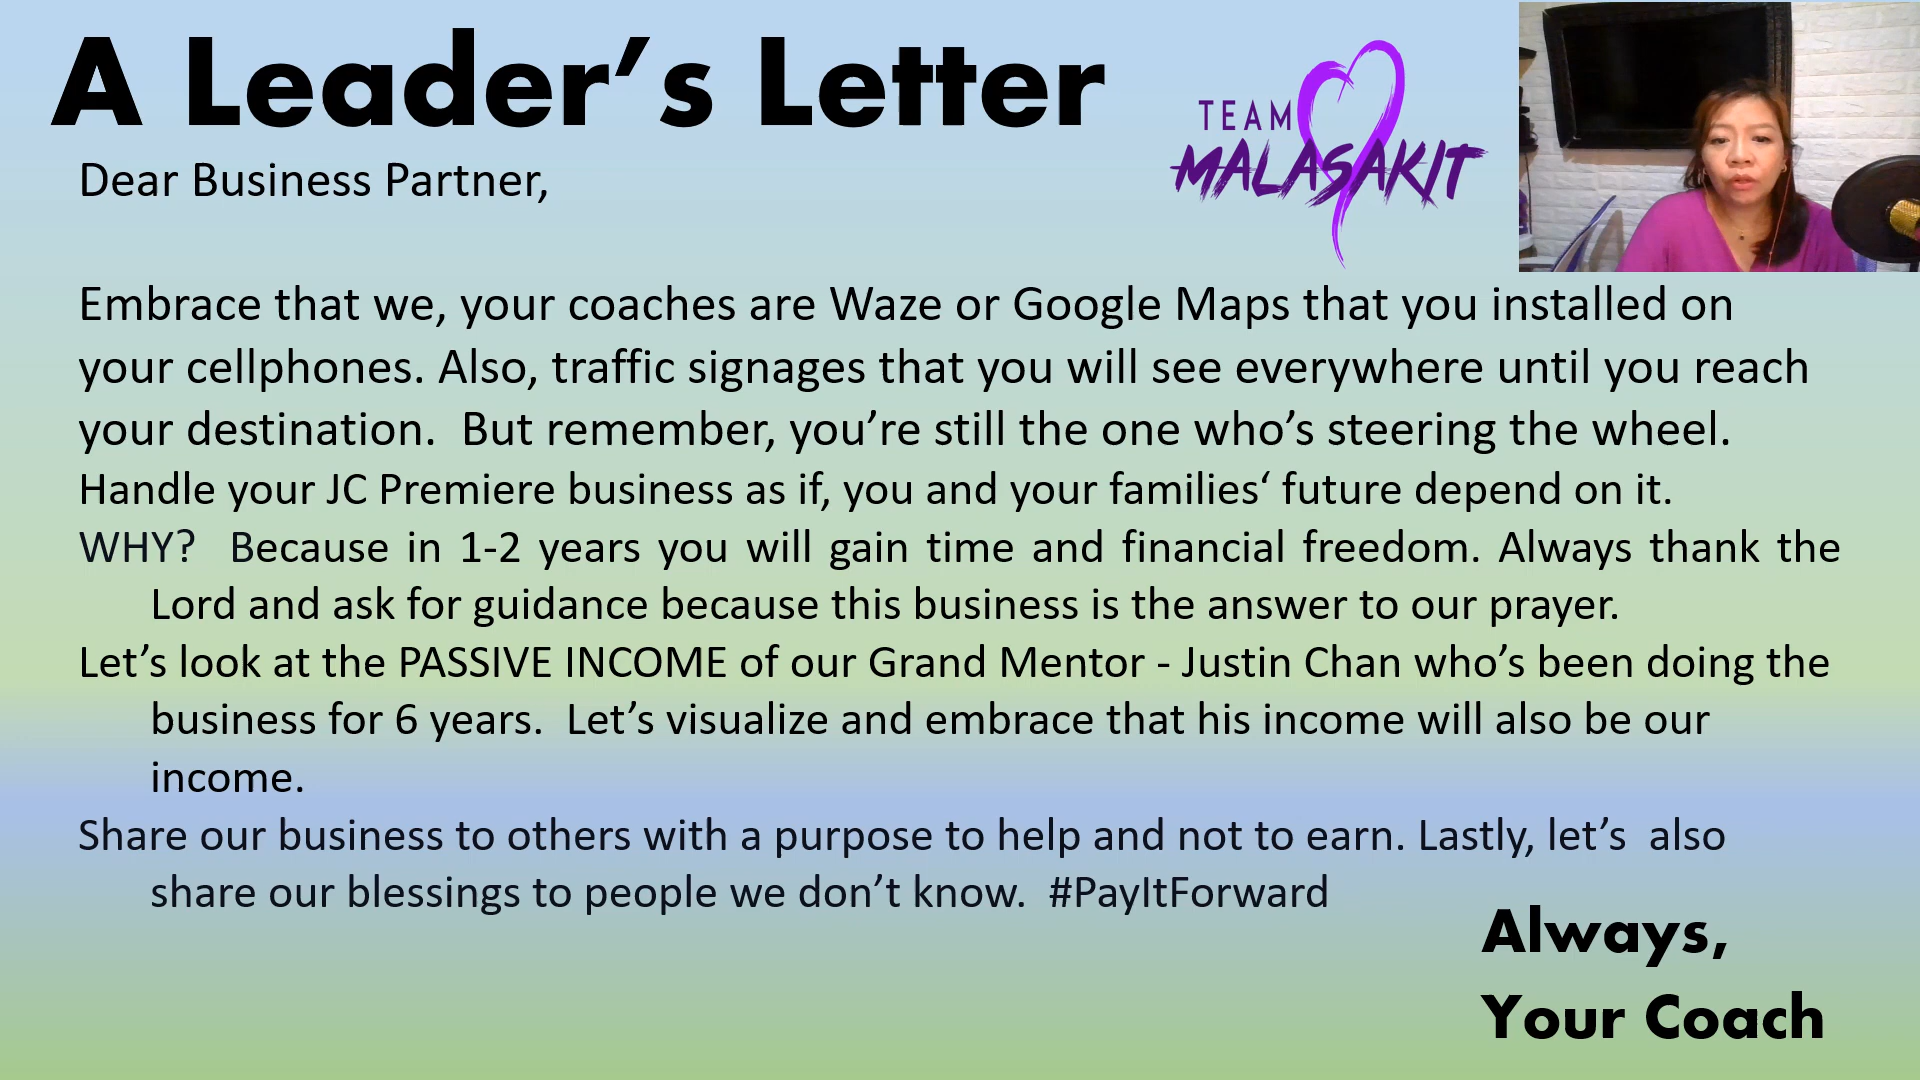 A Leader’s Letter
TEAM
MALASAKIT
Dear Business Partner,
Embrace that we, your coaches are Waze or Google Maps that you installed on
your cellphones. Also, traffic signages that you will see everywhere until you reach
your destination.  But remember, you’re still the one who’s steering the wheel.
Handle your JC Premiere business as if, you and your families‘ future depend on it.
WHY?  Because in 1-2 years you will gain time and financial freedom. Always thank the
Lord and ask for guidance because this business is the answer to our prayer.
Let’s look at the PASSIVE INCOME of our Grand Mentor - Justin Chan who’s been doing the
business for 6 years.  Let’s visualize and embrace that his income will also be our
income.
Share our business to others with a purpose to help and not to earn. Lastly, let’s  also
share our blessings to people we don’t know.  #PayItForward
Always,
Your Coach